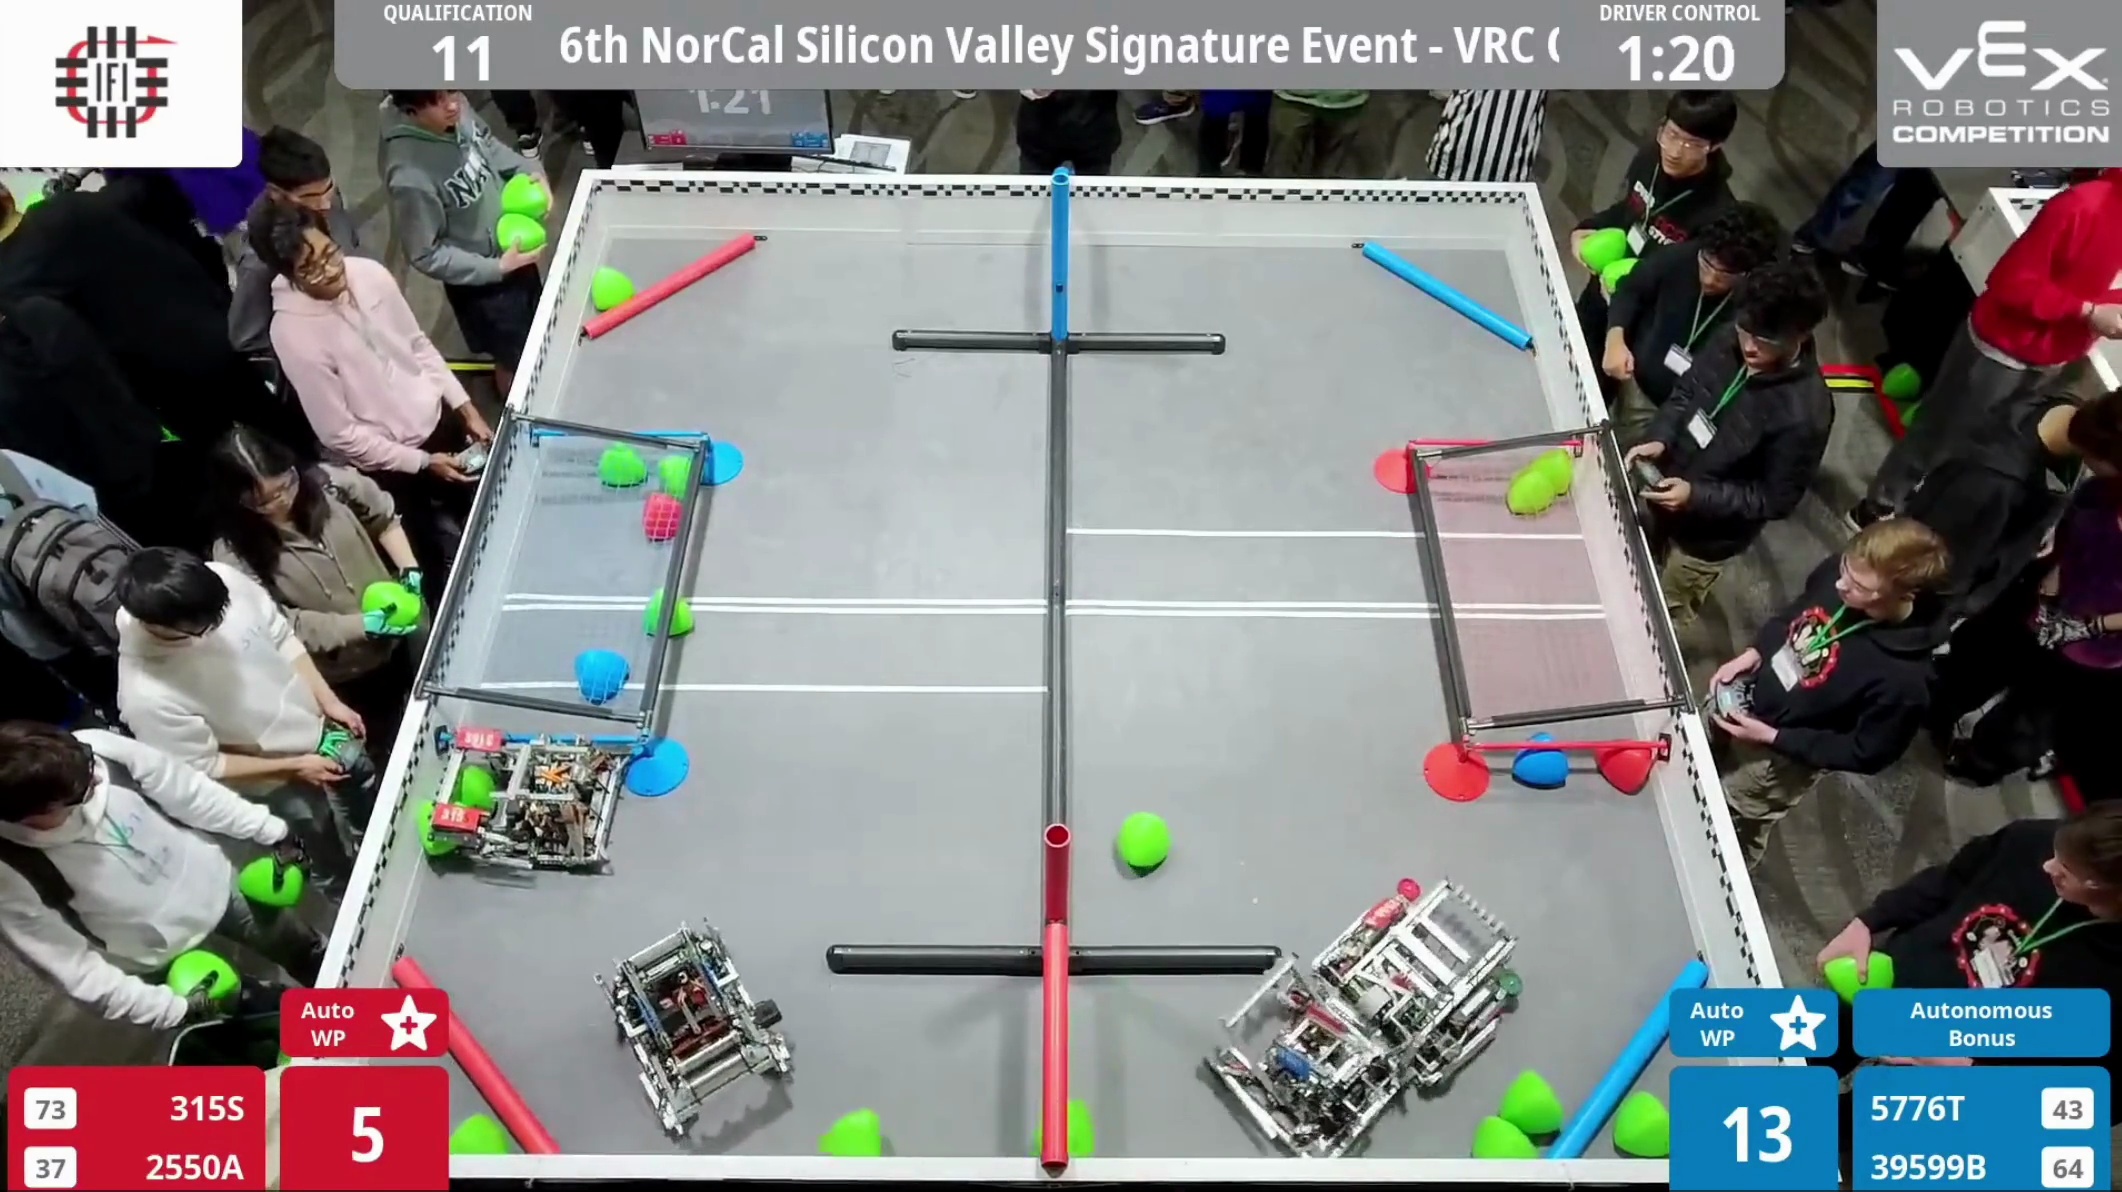 QUALIFICATION
11
6th NorCal Silicon Valley Signature Event - VRC
DRIVER CONTROL
1:20
IFI
VEX
ROBOTICS
COMPETITION
1:21
315S
Auto
WP
73 315S
37 2550A
5
Auto
WP
Autonomous
Bonus
13
5776T 43
39599B 64